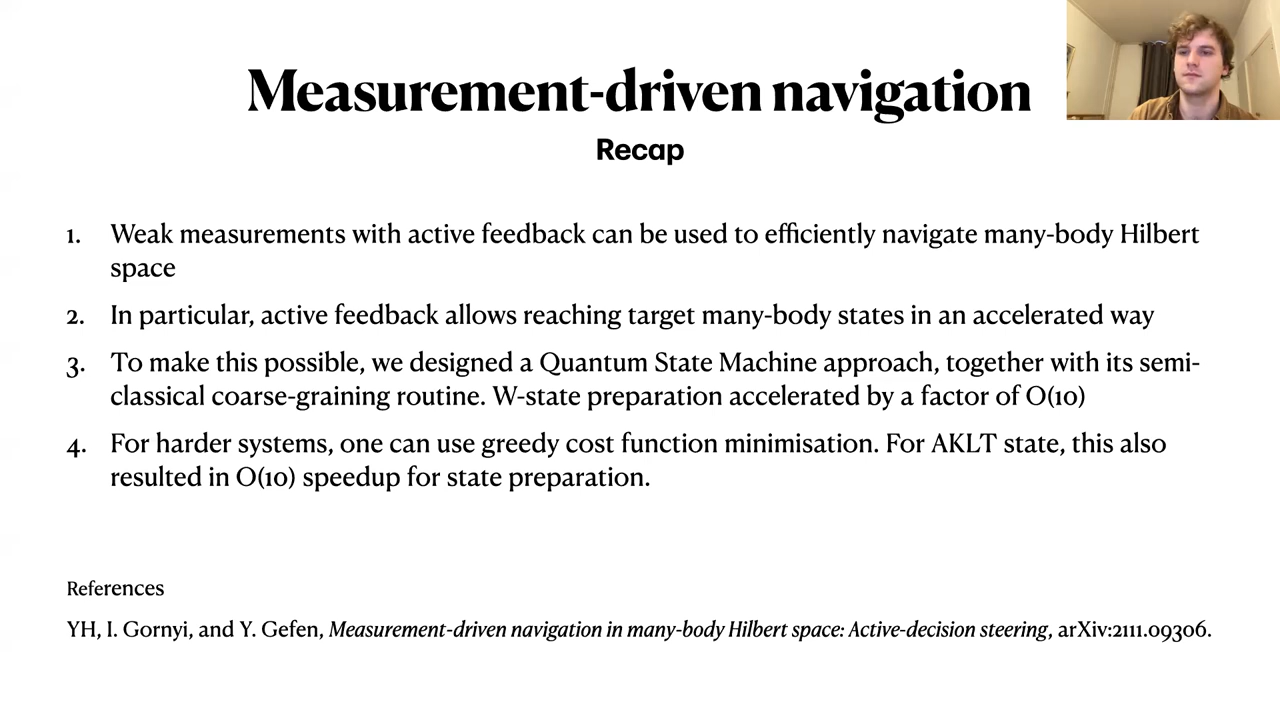 Measurement-driven navigation
Recap
1. Weak measurements with active feedback can be used to efficiently navigate many-body Hilbert
space
2. In particular, active feedback allows reaching target many-body states in an accelerated way
3. To make this possible, we designed a Quantum State Machine approach, together with its semi-
classical coarse-graining routine. W-state preparation accelerated by a factor of O(10)
4. For harder systems, one can use greedy cost function minimisation. For AKLT state, this also
resulted in O(10) speedup for state preparation.
References
YH, I. Gornyi, and Y. Gefen, Measurement-driven navigation in many-body Hilbert space: Active-decision steering, arXiv:2111.09306.